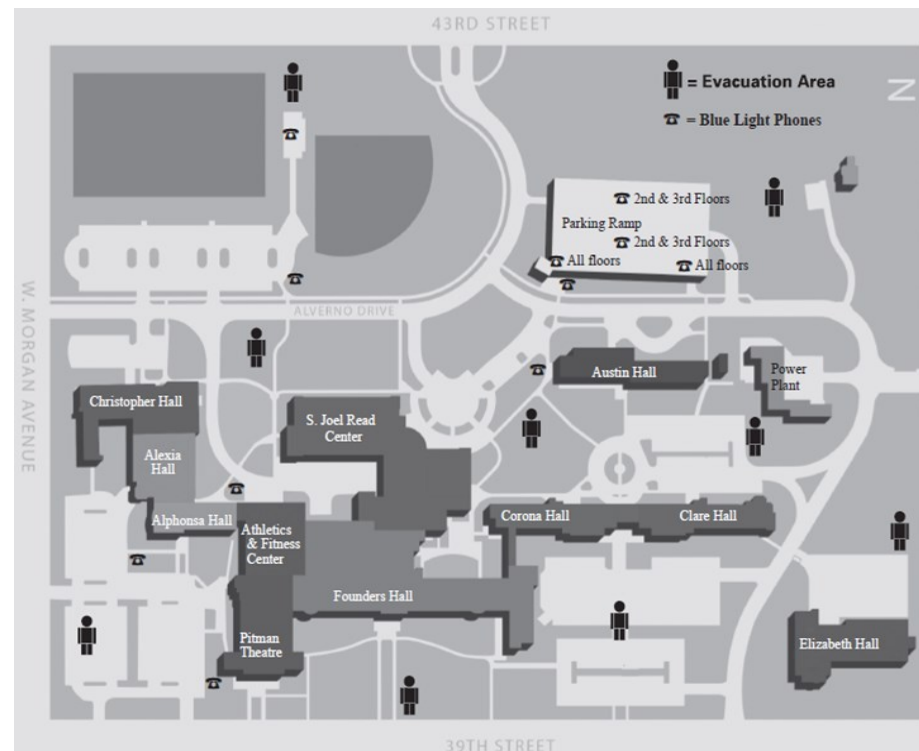 43RD STREET
= Evacuation Area
= Blue Light Phones
N
2nd & 3rd Floors
Parking Ramp
2nd & 3rd Floors
All floors
All floors
W. MORGAN AVENUE
ALVERNO DRIVE
Austin Hall
Power
Plant
Christopher Hall
S. Joel Read
Center
Alexia
Hall
Alphonsa Hall
Athletics
& Fitness
Center
Corona Hall
Clare Hall
Founders Hall
Pitman
Theatre
Elizabeth Hall
39TH STREET